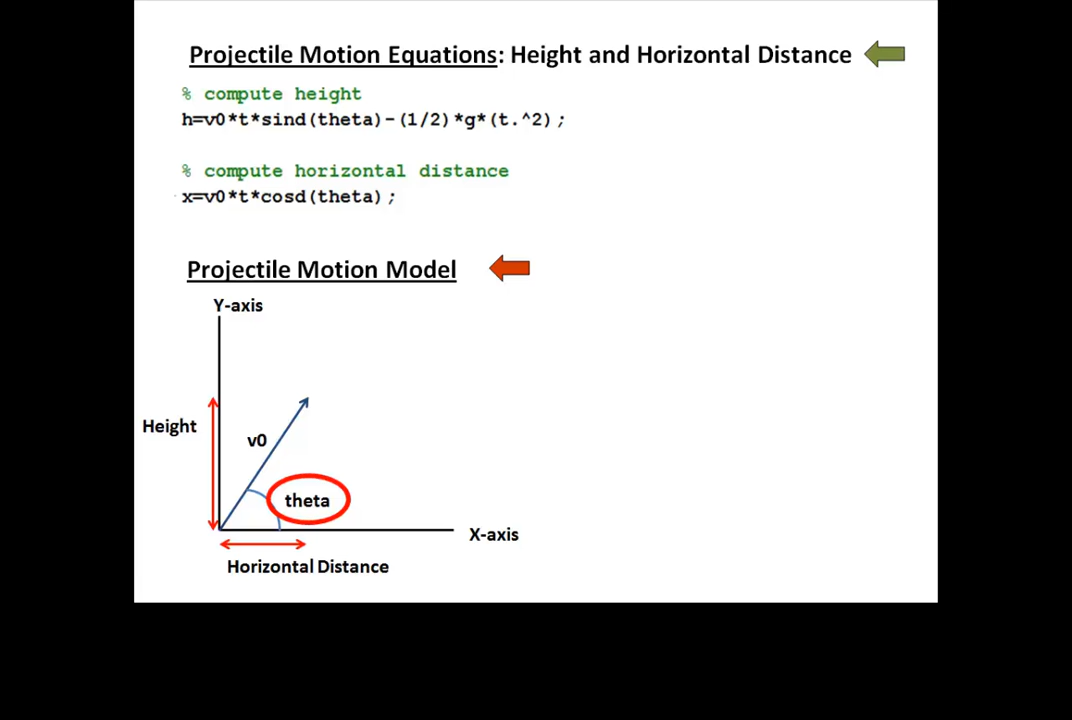 Projectile Motion Equations: Height and Horizontal Distance
% compute height
h=v0*t*sind(theta)-(1/2)*g*(t.^2);
% compute horizontal distance
x=v0*t*cosd(theta);
Projectile Motion Model
Y-axis
Height
v0
theta
X-axis
Horizontal Distance